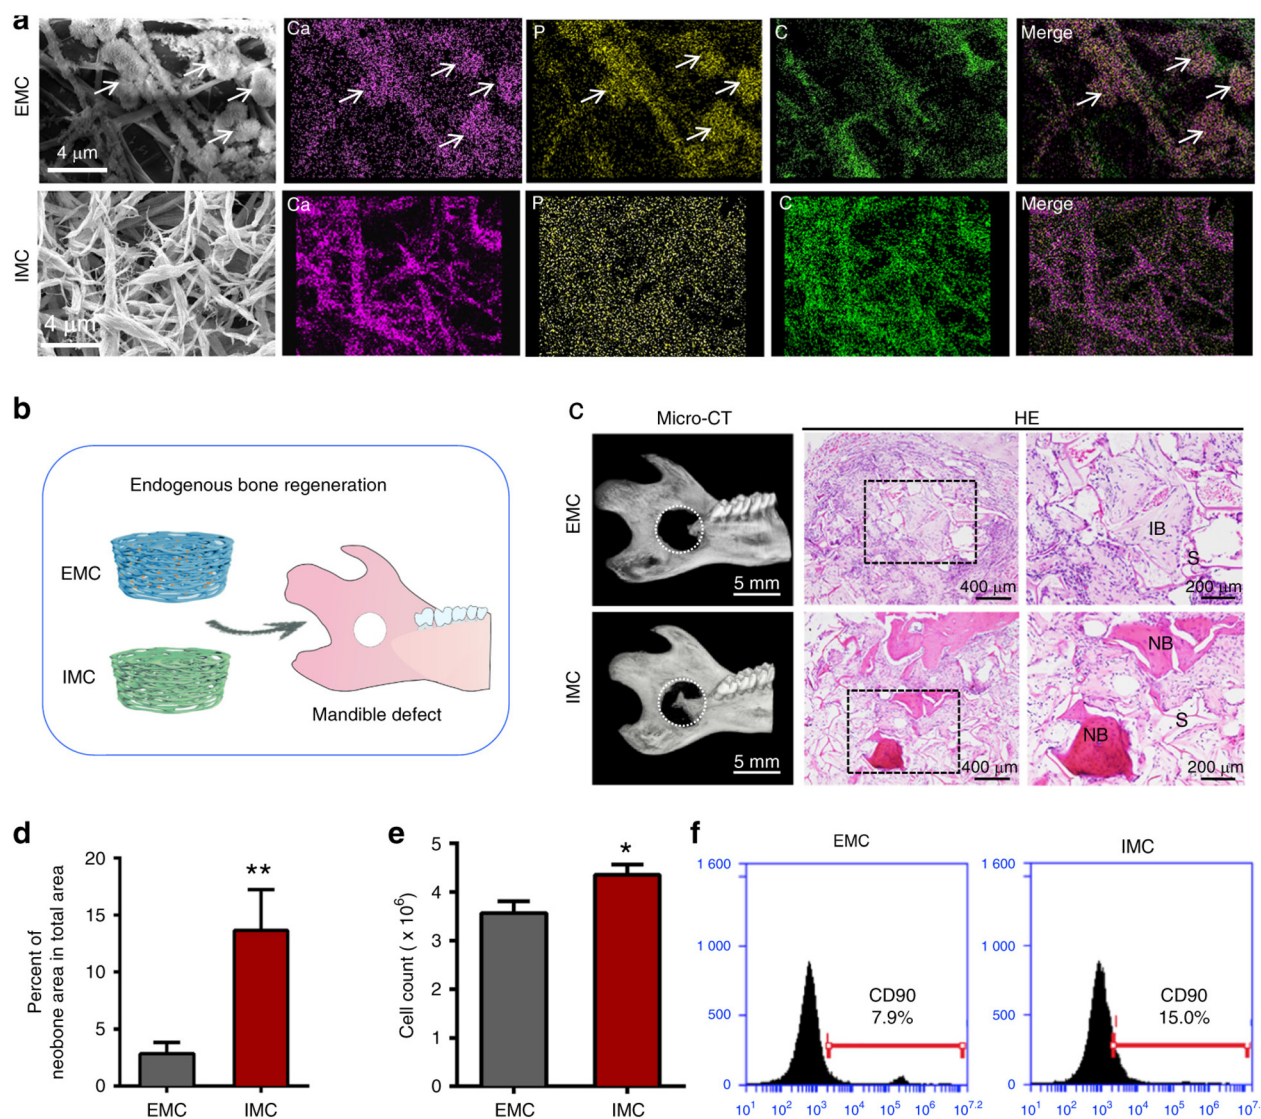 a
EMC
4 μm
Ca
P
C
Merge
IMC
4 μm
Ca
P
C
Merge
b
Endogenous bone regeneration
EMC
IMC
Mandible defect
c
Micro-CT
HE
EMC
5 mm
400 μm
IB
S
200 μm
IMC
5 mm
400 μm
NB
S
NB
200 μm
d
Percent of
neobone area in total area
20
15
10
5
0
**
EMC
IMC
e
Cell count ( x 10⁶)
5
4
3
2
1
0
*
EMC
IMC
f
EMC
1 600
1 000
500
0
CD90
7.9%
10¹ 10² 10³ 10⁴ 10⁵ 10⁶ 10⁷·²
IMC
1 600
1 000
500
0
CD90
15.0%
10¹ 10² 10³ 10⁴ 10⁵ 10⁶